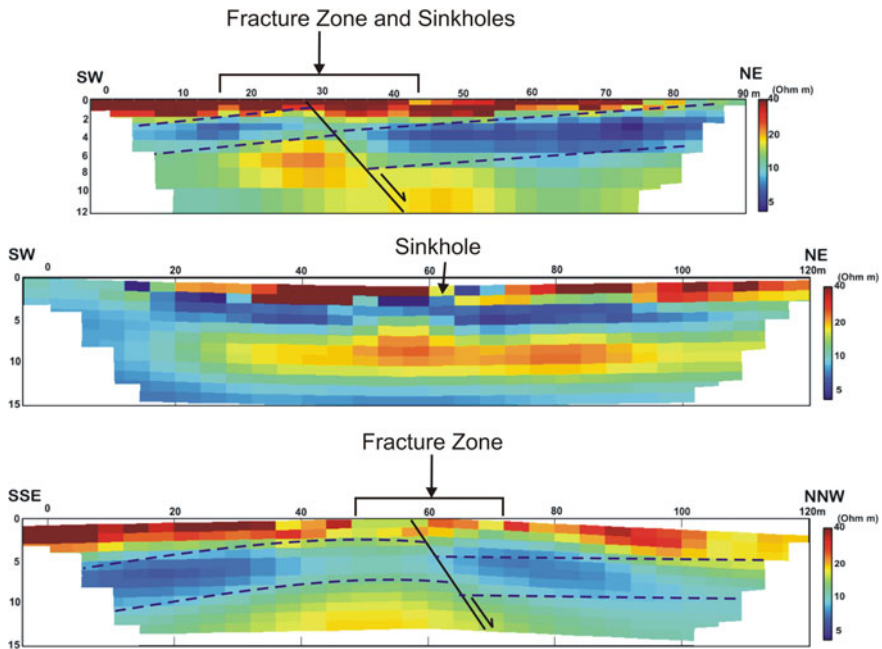 Fracture Zone and Sinkholes
SW NE
0 10 20 30 40 50 60 70 80 90 m
(Ohm m)
0
2
4
6
8
10
12
40
20
10
5
Sinkhole
SW NE
0 20 40 60 80 100 120m
(Ohm m)
0
5
10
15
40
20
10
5
Fracture Zone
SSE NNW
0 20 40 60 80 100 120m
(Ohm m)
0
5
10
15
40
20
10
5